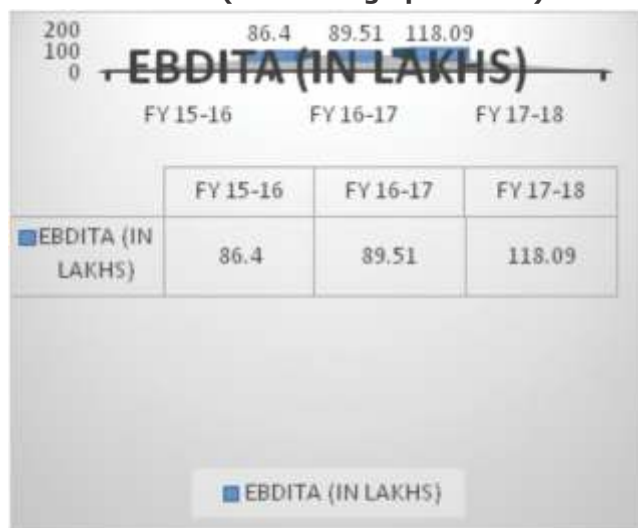 200
100
0
86.4 89.51 118.09
EBDITA (IN LAKHS)
FY 15-16 FY 16-17 FY 17-18
FY 15-16 FY 16-17 FY 17-18
EBDITA (IN LAKHS) 86.4 89.51 118.09
EBDITA (IN LAKHS)